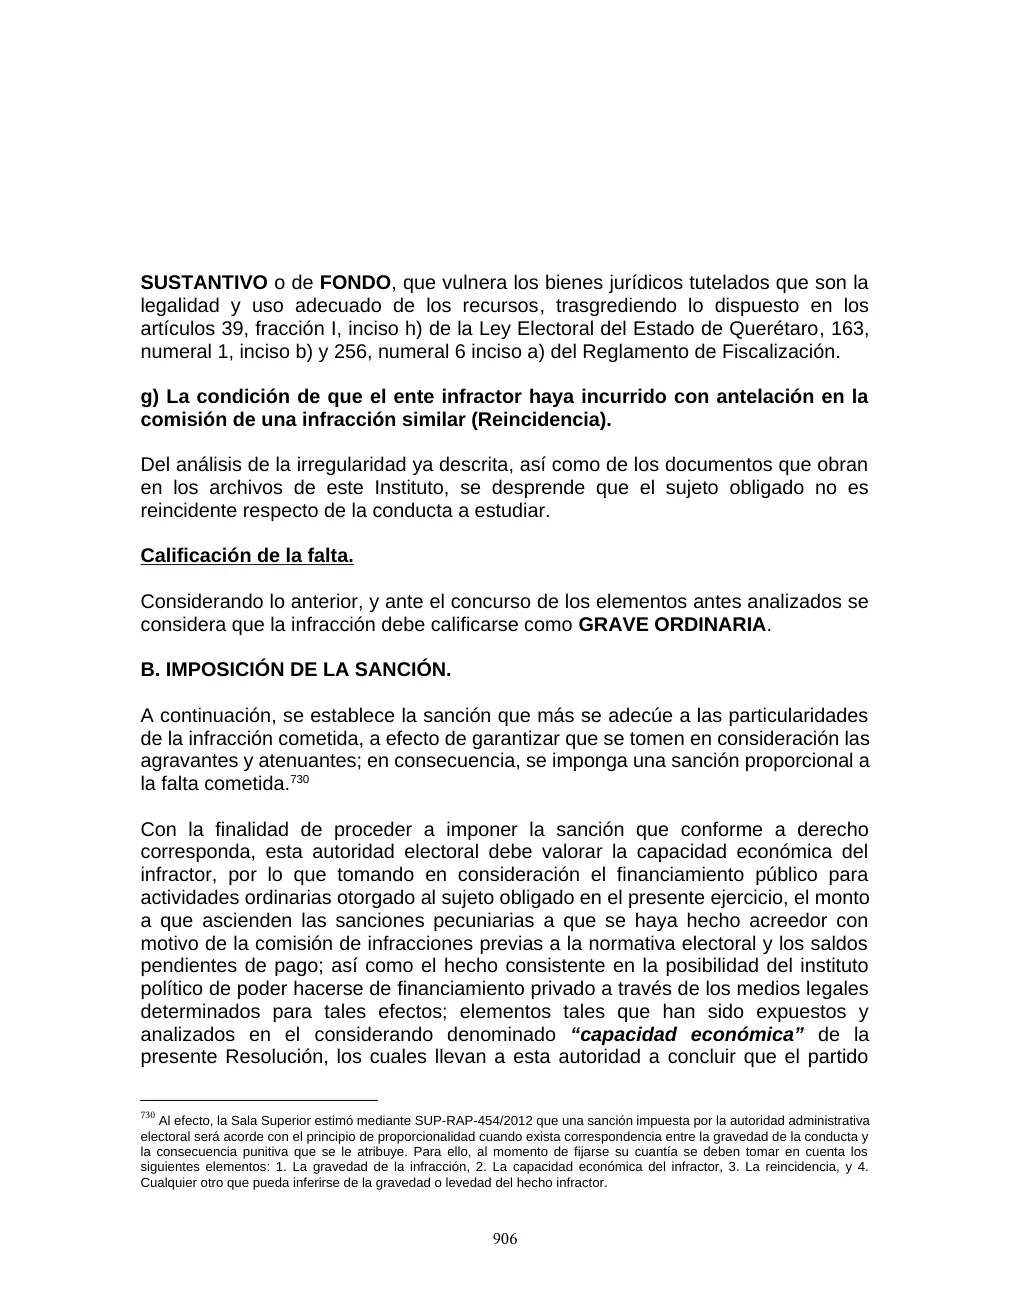 SUSTANTIVO o de FONDO, que vulnera los bienes jurídicos tutelados que son la
legalidad y uso adecuado de los recursos, trasgrediendo lo dispuesto en los
artículos 39, fracción I, inciso h) de la Ley Electoral del Estado de Querétaro, 163,
numeral 1, inciso b) y 256, numeral 6 inciso a) del Reglamento de Fiscalización.
g) La condición de que el ente infractor haya incurrido con antelación en la
comisión de una infracción similar (Reincidencia).
Del análisis de la irregularidad ya descrita, así como de los documentos que obran
en los archivos de este Instituto, se desprende que el sujeto obligado no es
reincidente respecto de la conducta a estudiar.
Calificación de la falta.
Considerando lo anterior, y ante el concurso de los elementos antes analizados se
considera que la infracción debe calificarse como GRAVE ORDINARIA.
B. IMPOSICIÓN DE LA SANCIÓN.
A continuación, se establece la sanción que más se adecúe a las particularidades
de la infracción cometida, a efecto de garantizar que se tomen en consideración las
agravantes y atenuantes; en consecuencia, se imponga una sanción proporcional a
la falta cometida.730
Con la finalidad de proceder a imponer la sanción que conforme a derecho
corresponda, esta autoridad electoral debe valorar la capacidad económica del
infractor, por lo que tomando en consideración el financiamiento público para
actividades ordinarias otorgado al sujeto obligado en el presente ejercicio, el monto
a que ascienden las sanciones pecuniarias a que se haya hecho acreedor con
motivo de la comisión de infracciones previas a la normativa electoral y los saldos
pendientes de pago; así como el hecho consistente en la posibilidad del instituto
político de poder hacerse de financiamiento privado a través de los medios legales
determinados para tales efectos; elementos tales que han sido expuestos y
analizados en el considerando denominado “capacidad económica” de la
presente Resolución, los cuales llevan a esta autoridad a concluir que el partido
730 Al efecto, la Sala Superior estimó mediante SUP-RAP-454/2012 que una sanción impuesta por la autoridad administrativa
electoral será acorde con el principio de proporcionalidad cuando exista correspondencia entre la gravedad de la conducta y
la consecuencia punitiva que se le atribuye. Para ello, al momento de fijarse su cuantía se deben tomar en cuenta los
siguientes elementos: 1. La gravedad de la infracción, 2. La capacidad económica del infractor, 3. La reincidencia, y 4.
Cualquier otro que pueda inferirse de la gravedad o levedad del hecho infractor.
906